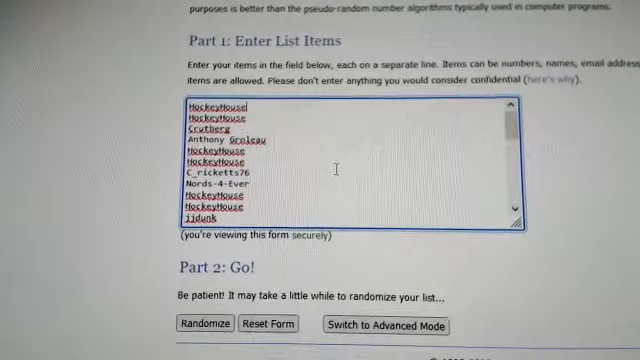 purposes is better than the pseudo-random number algorithms typically used in computer programs.
Part 1: Enter List Items
Enter your items in the field below, each on a separate line. Items can be numbers, names, email address
items are allowed. Please don't enter anything you would consider confidential (here's why).
HockeyHouse
HockeyHouse
Crutberg
Anthony Groleau
HockeyHouse
HockeyHouse
C_ricketts76
Nords-4-Ever
HockeyHouse
HockeyHouse
jjdunk
(you're viewing this form securely)
Part 2: Go!
Be patient! It may take a little while to randomize your list...
Randomize Reset Form Switch to Advanced Mode